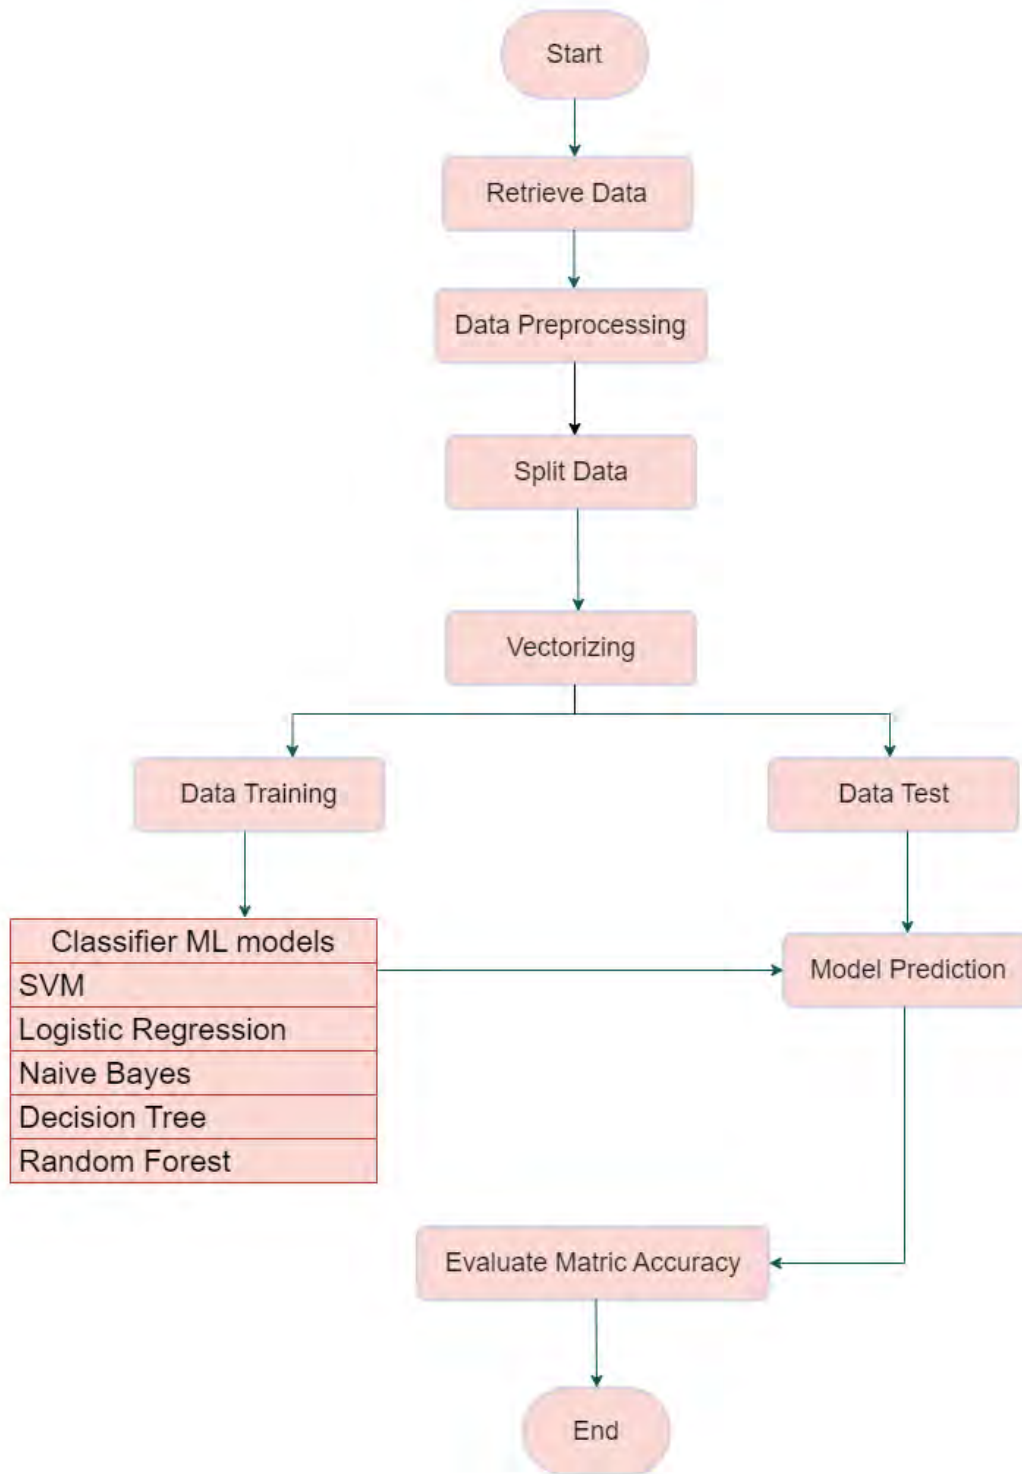 Start
Retrieve Data
Data Preprocessing
Split Data
Vectorizing
Data Training
Data Test
Classifier ML models
SVM
Logistic Regression
Naive Bayes
Decision Tree
Random Forest
Model Prediction
Evaluate Matric Accuracy
End